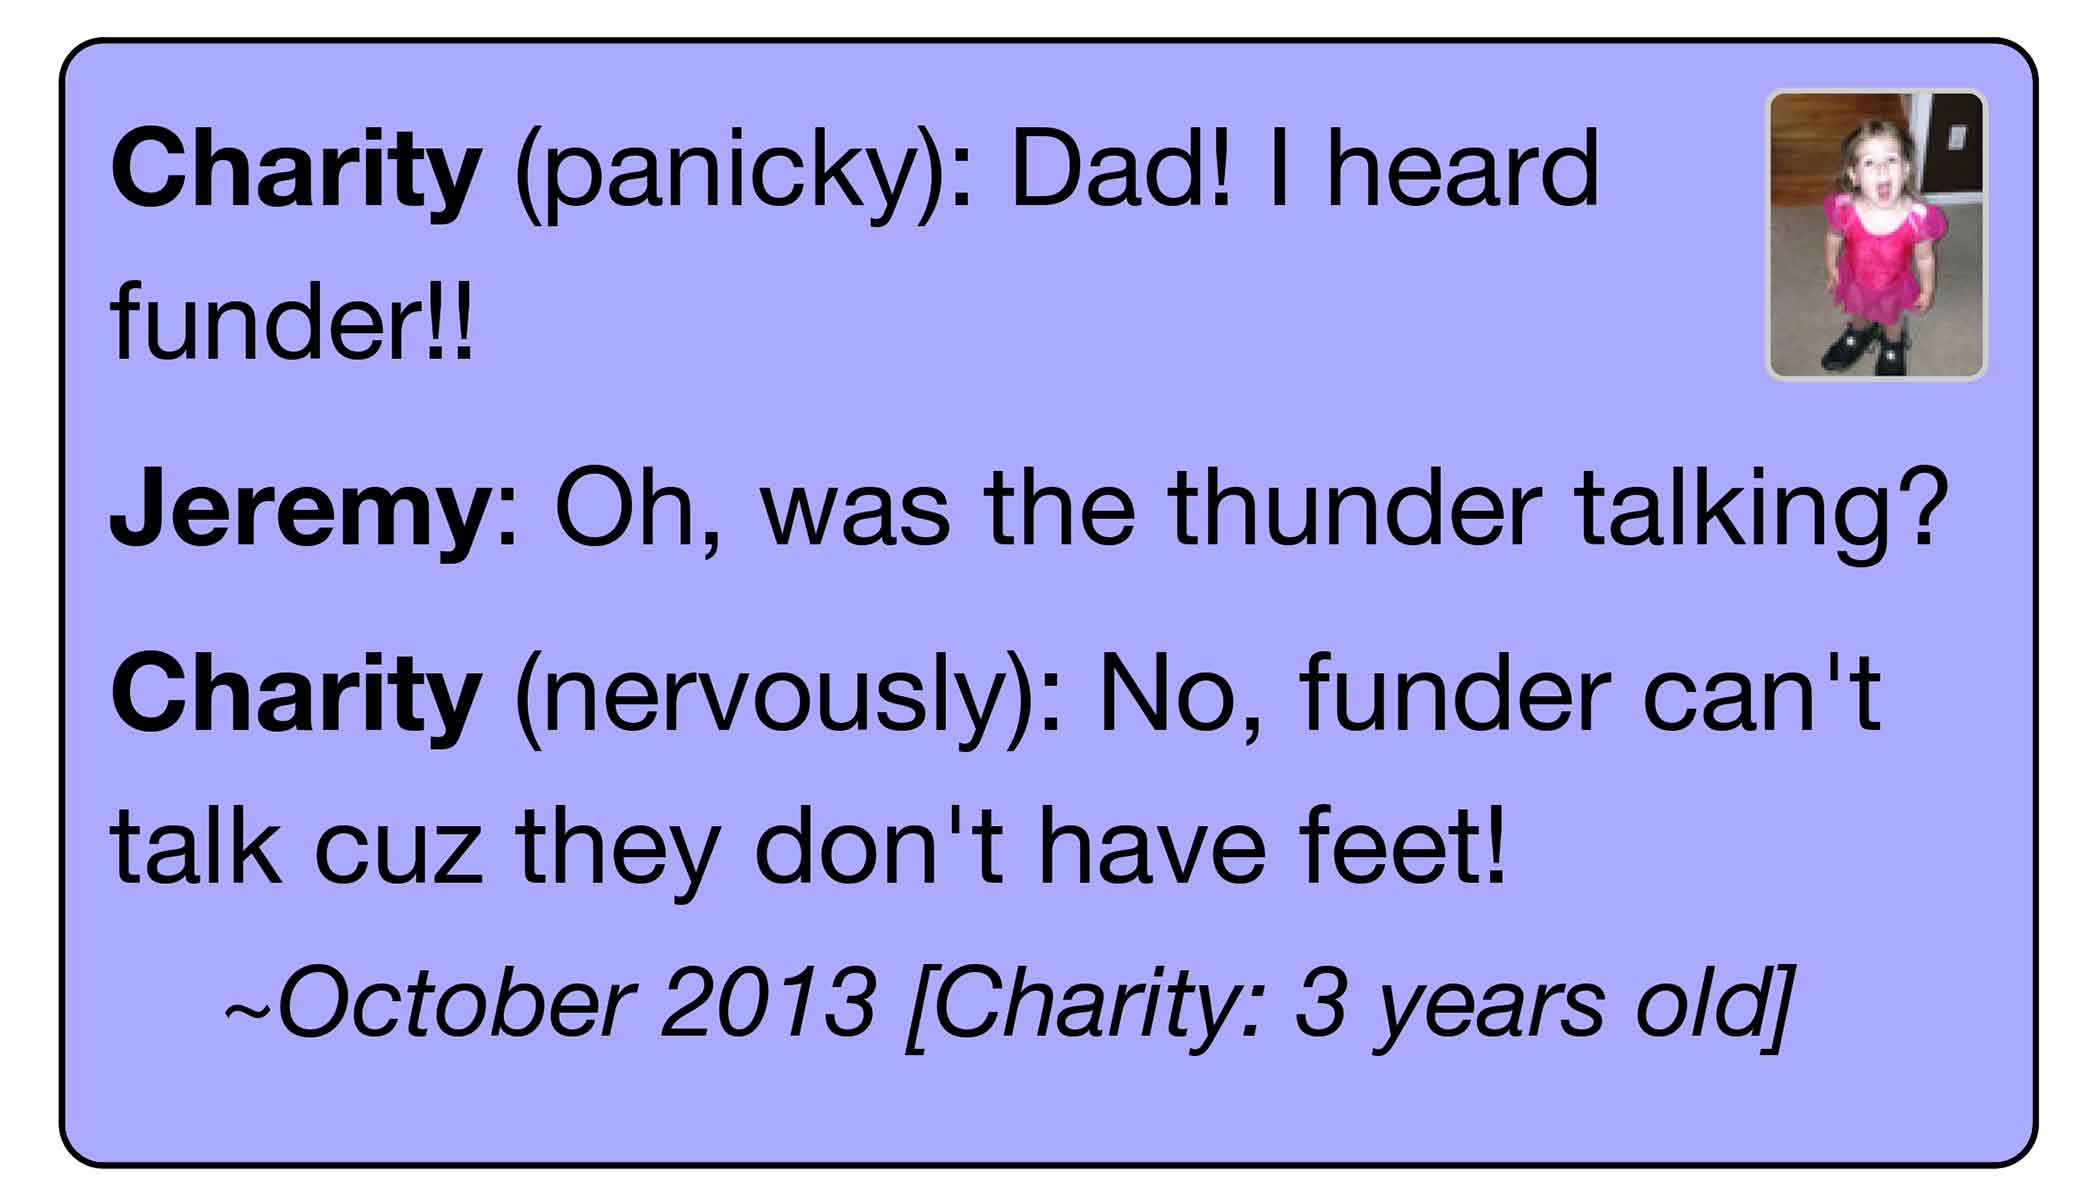 Charity (panicky): Dad! I heard
funder!!
Jeremy: Oh, was the thunder talking?
Charity (nervously): No, funder can't
talk cuz they don't have feet!
~October 2013 [Charity: 3 years old]